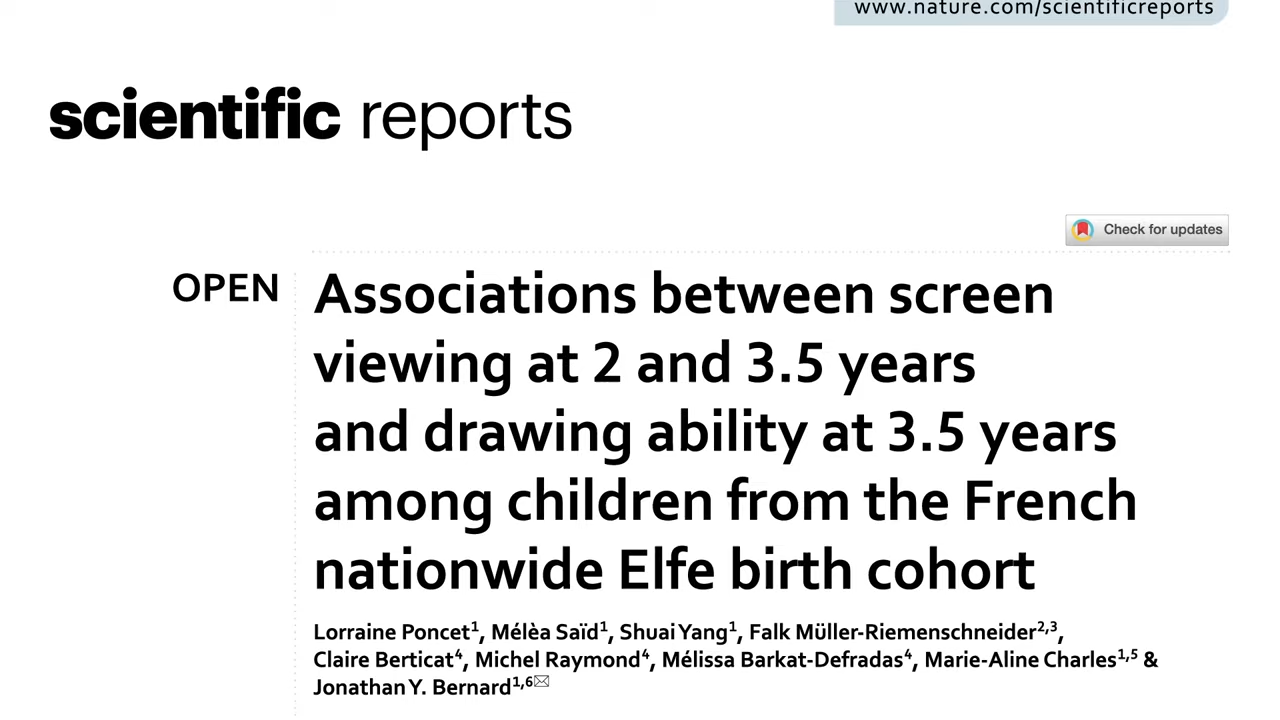 www.nature.com/scientificreports
scientific reports
Check for updates
OPEN
Associations between screen
viewing at 2 and 3.5 years
and drawing ability at 3.5 years
among children from the French
nationwide Elfe birth cohort
Lorraine Poncet1, Mélèa Saïd1, Shuai Yang1, Falk Müller-Riemenschneider2,3,
Claire Berticat4, Michel Raymond4, Mélissa Barkat-Defradas4, Marie-Aline Charles1,5 &
Jonathan Y. Bernard1,6✉